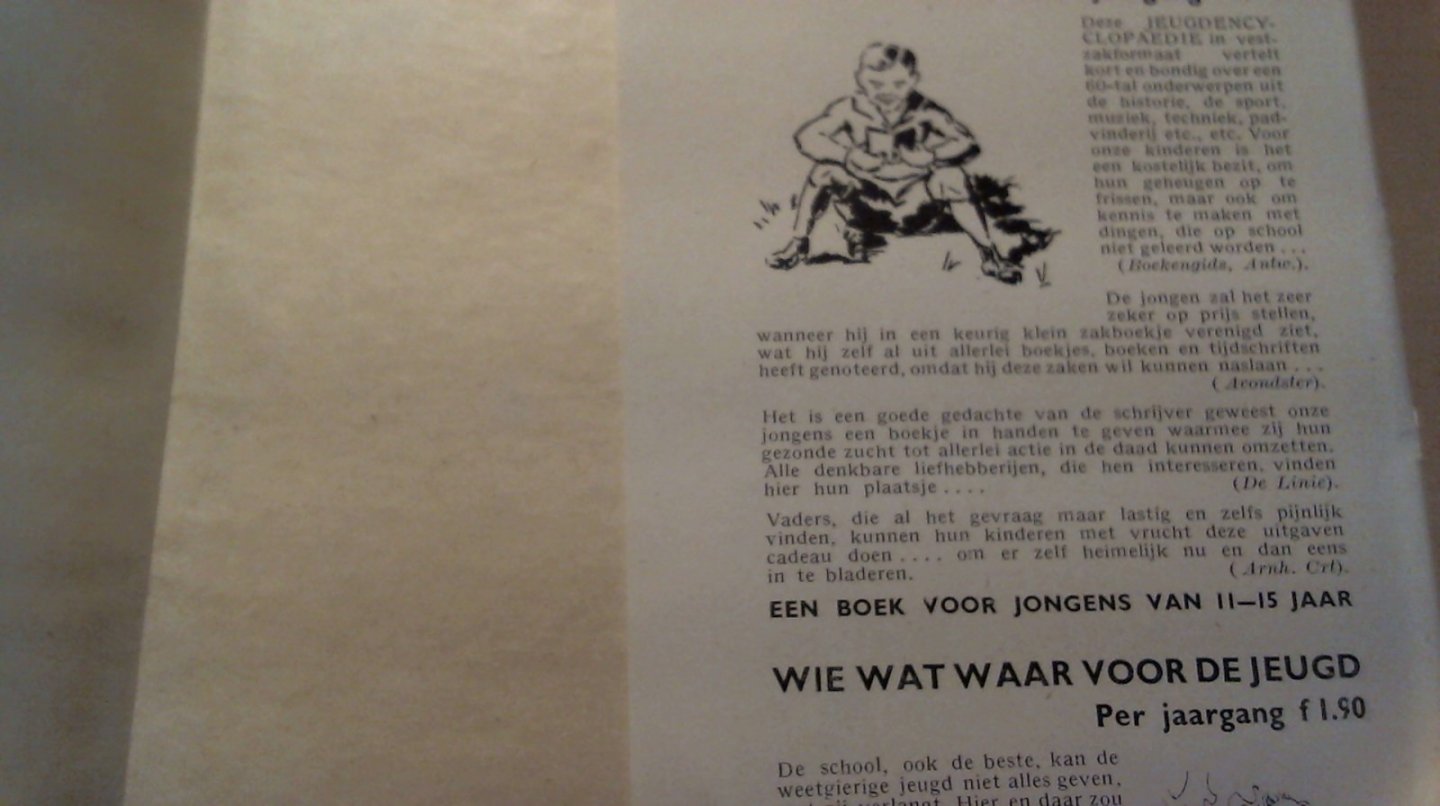 Deze JEUGDENCY-
CLOPAEDIE in vest-
zakformaat vertelt
kort en bondig over een
60-tal onderwerpen uit
de historie, de sport,
muziek, techniek, pad-
vinderij etc., etc. Voor
onze kinderen is het
een kostelijk bezit, om
hun geheugen op te
frissen, maar ook om
kennis te maken met
dingen, die op school
niet geleerd worden ...
(Boekengids, Antw.).
De jongen zal het zeer
zeker op prijs stellen,
wanneer hij in een keurig klein zakboekje verenigd ziet,
wat hij zelf al uit allerlei boekjes, boeken en tijdschriften
heeft genoteerd, omdat hij deze zaken wil kunnen naslaan ...
(Avondster).
Het is een goede gedachte van de schrijver geweest onze
jongens een boekje in handen te geven waarmee zij hun
gezonde zucht tot allerlei actie in de daad kunnen omzetten.
Alle denkbare liefhebberijen, die hen interesseren, vinden
hier hun plaatsje .... (De Linie).
Vaders, die al het gevraag maar lastig en zelfs pijnlijk
vinden, kunnen hun kinderen met vrucht deze uitgaven
cadeau doen .... om er zelf heimelijk nu en dan eens
in te bladeren. (Arnh. Crt).
EEN BOEK VOOR JONGENS VAN 11—15 JAAR
WIE WAT WAAR VOOR DE JEUGD
Per jaargang f 1.90
De school, ook de beste, kan de
weetgierige jeugd niet alles geven,
verlangt. Hier en daar zou